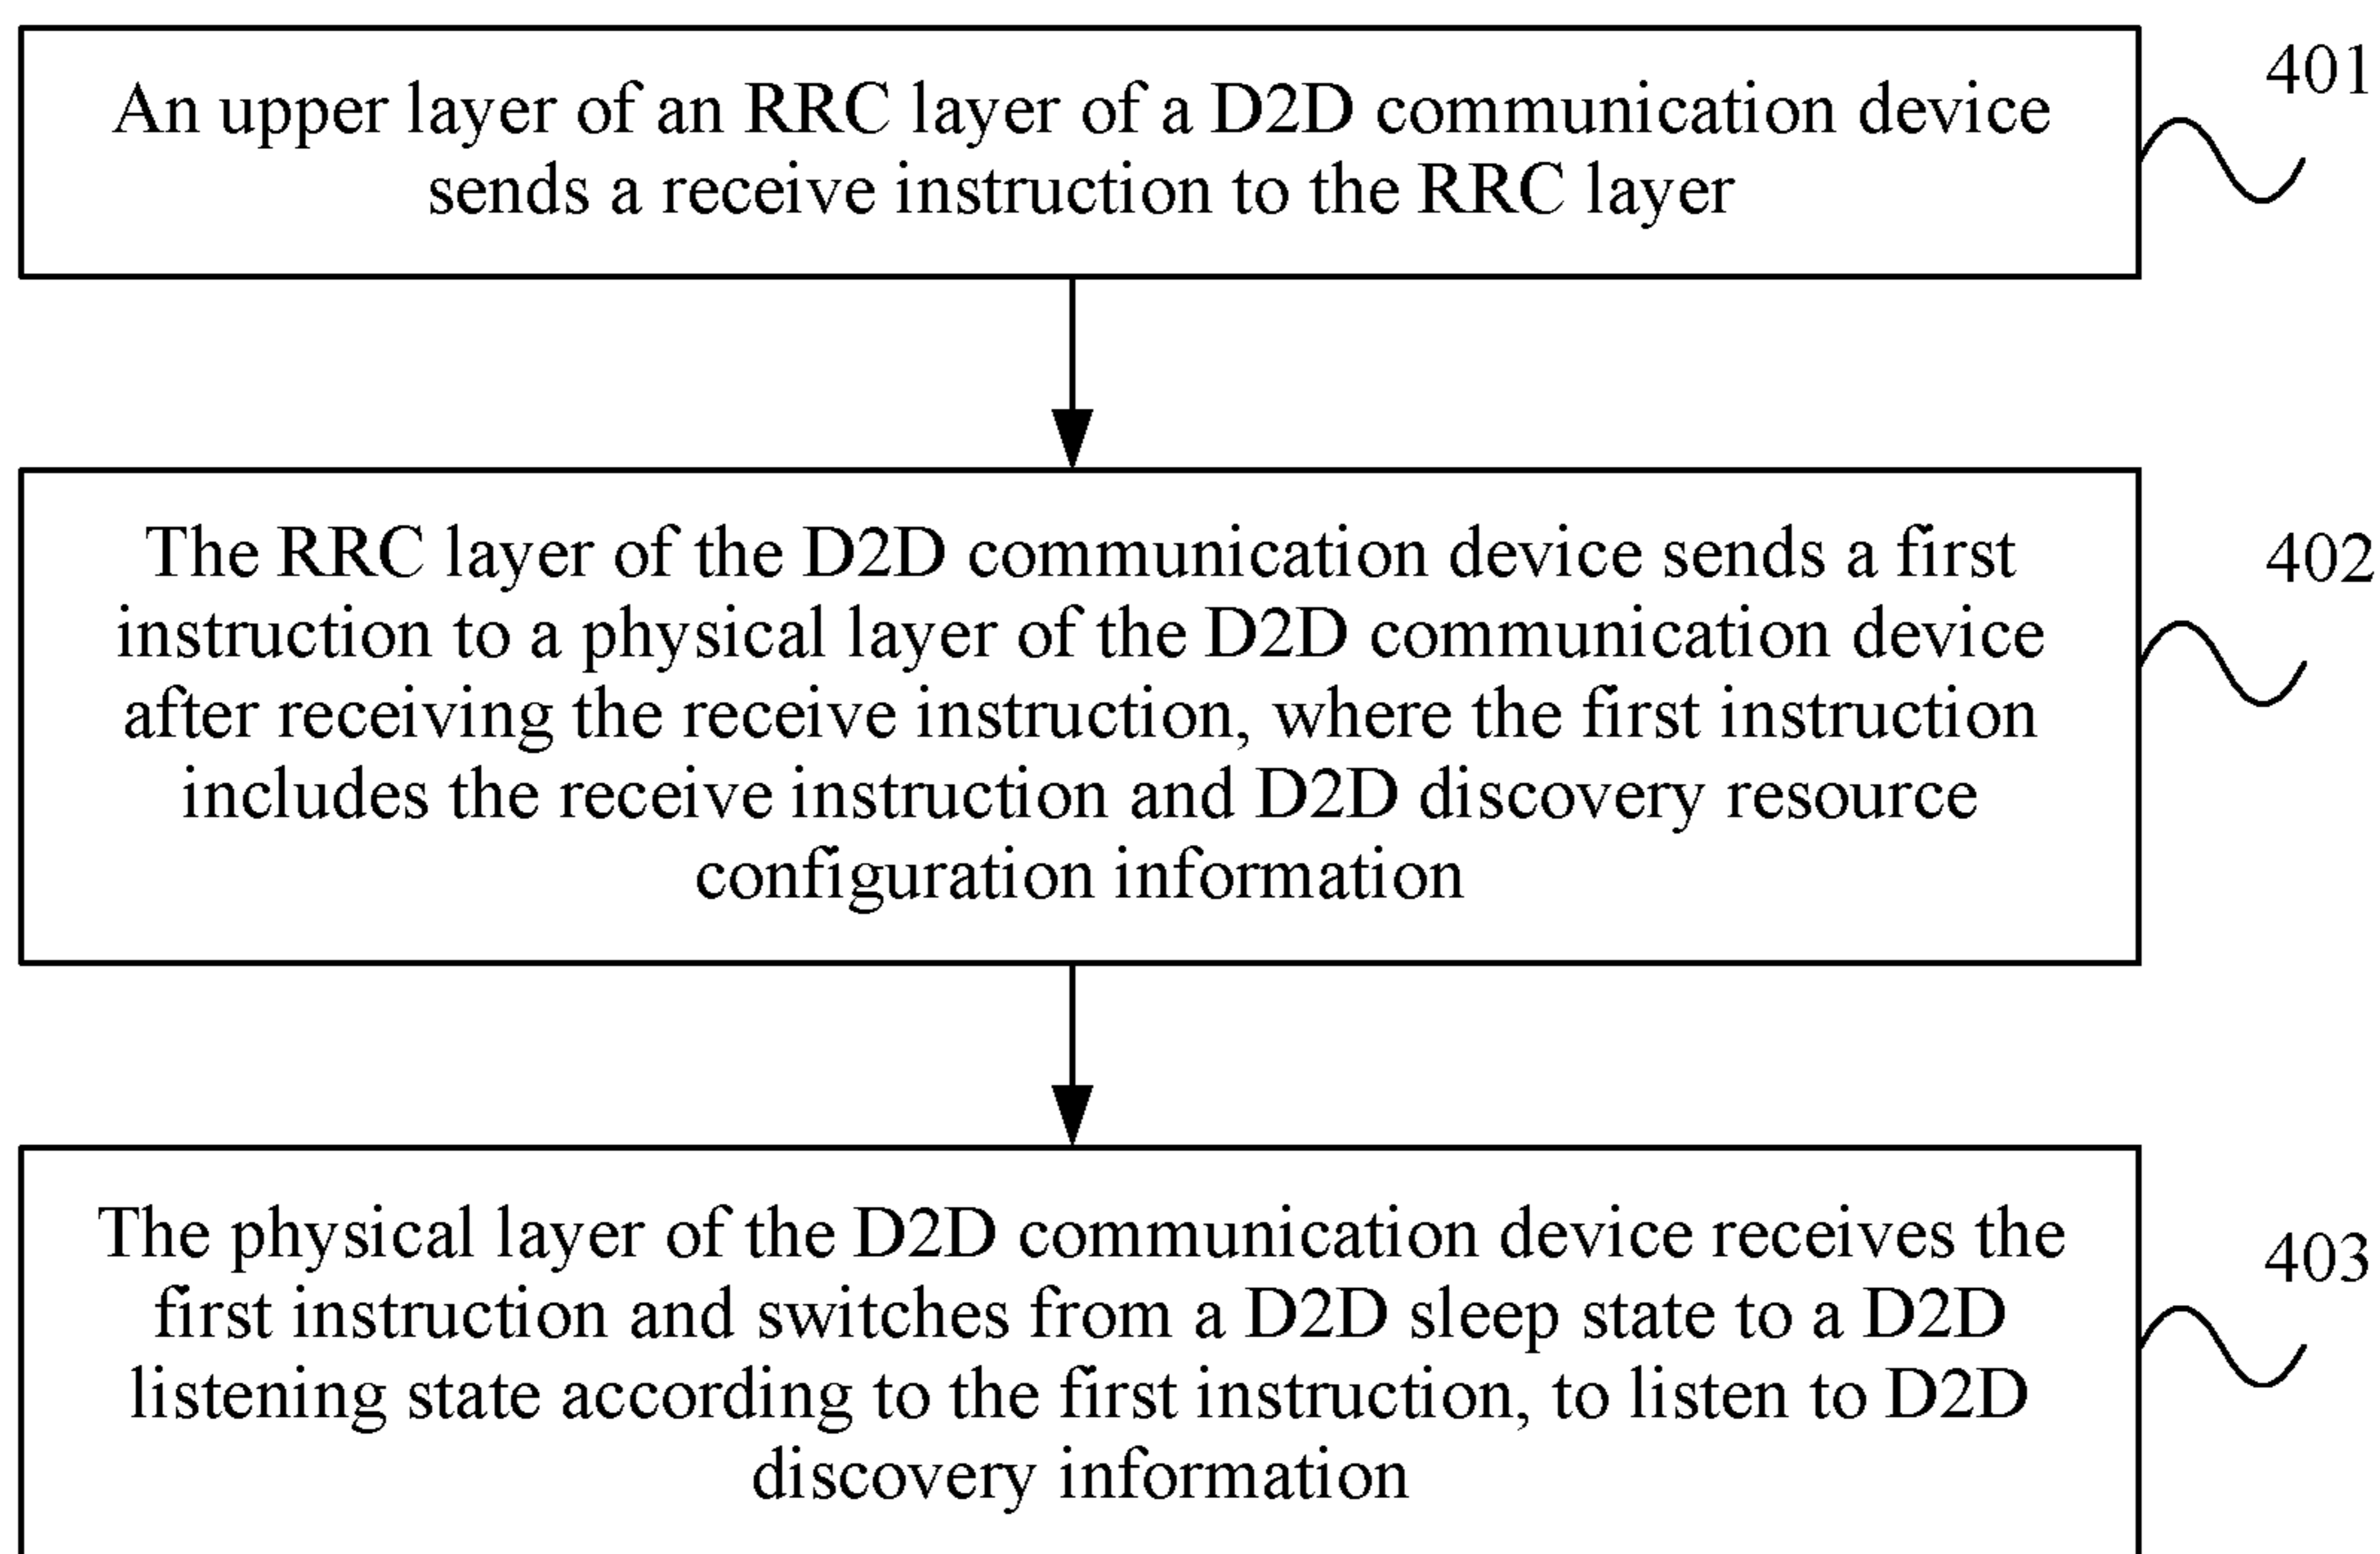 An upper layer of an RRC layer of a D2D communication device
sends a receive instruction to the RRC layer
401
The RRC layer of the D2D communication device sends a first
instruction to a physical layer of the D2D communication device
after receiving the receive instruction, where the first instruction
includes the receive instruction and D2D discovery resource
configuration information
402
The physical layer of the D2D communication device receives the
first instruction and switches from a D2D sleep state to a D2D
listening state according to the first instruction, to listen to D2D
discovery information
403